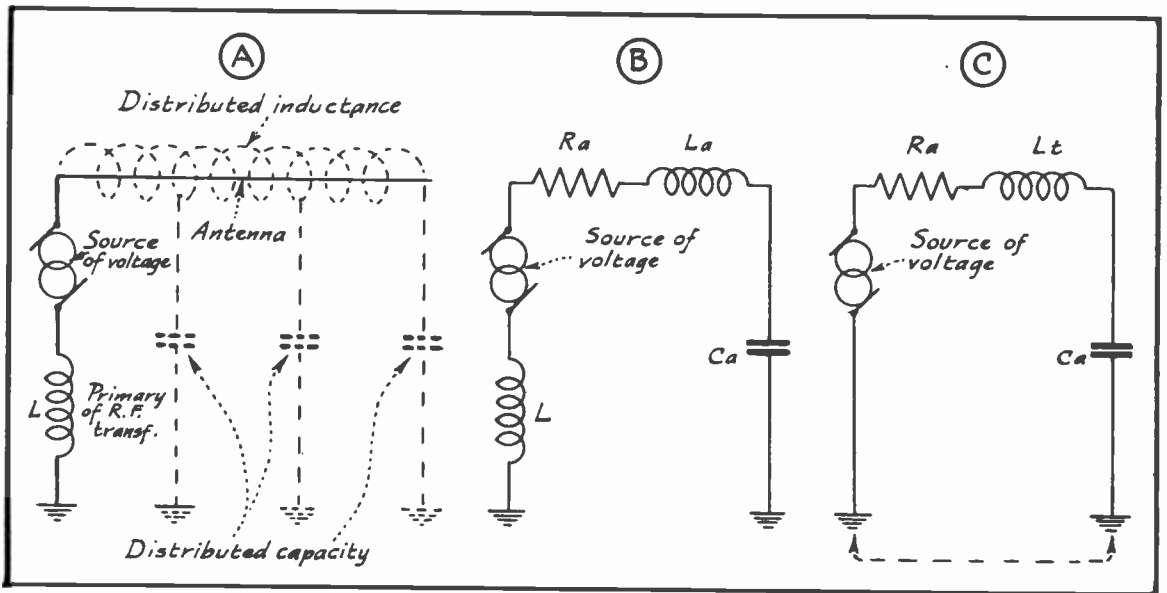 A
Distributed inductance
Antenna
Source
of voltage
L
Primary
of R.F.
transf.
Distributed capacity
B
Ra
La
Source of
voltage
Ca
L
C
Ra
Lt
Source of
voltage
Ca